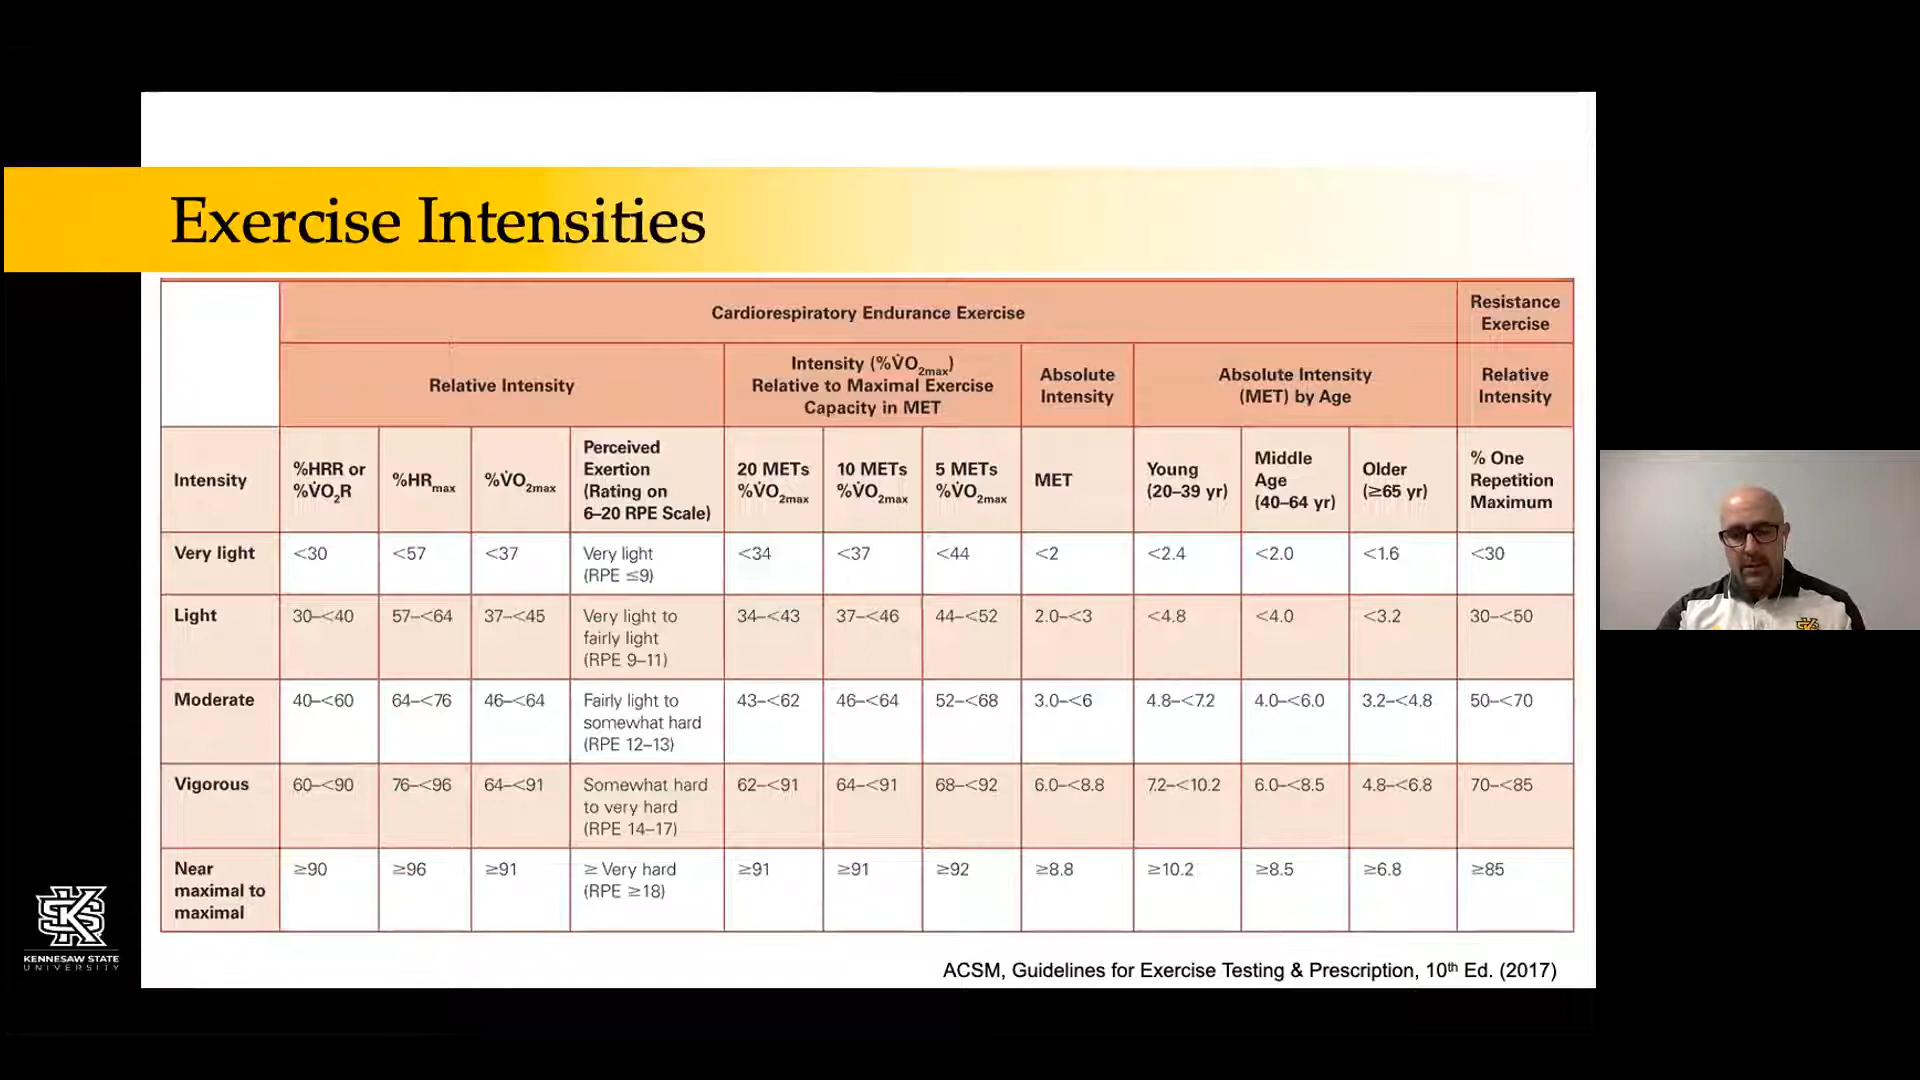 Exercise Intensities
Cardiorespiratory Endurance Exercise
Resistance
Exercise
Relative Intensity
Intensity (%V̇O2max)
Relative to Maximal Exercise
Capacity in MET
Absolute
Intensity
Absolute Intensity
(MET) by Age
Relative
Intensity
Intensity
%HRR or
%V̇O2R
%HRmax
%V̇O2max
Perceived
Exertion
(Rating on
6–20 RPE Scale)
20 METs
%V̇O2max
10 METs
%V̇O2max
5 METs
%V̇O2max
MET
Young
(20–39 yr)
Middle
Age
(40–64 yr)
Older
(≥65 yr)
% One
Repetition
Maximum
Very light
<30
<57
<37
Very light
(RPE ≤9)
<34
<37
<44
<2
<2.4
<2.0
<1.6
<30
Light
30–<40
57–<64
37–<45
Very light to
fairly light
(RPE 9–11)
34–<43
37–<46
44–<52
2.0–<3
<4.8
<4.0
<3.2
30–<50
Moderate
40–<60
64–<76
46–<64
Fairly light to
somewhat hard
(RPE 12–13)
43–<62
46–<64
52–<68
3.0–<6
4.8–<7.2
4.0–<6.0
3.2–<4.8
50–<70
Vigorous
60–<90
76–<96
64–<91
Somewhat hard
to very hard
(RPE 14–17)
62–<91
64–<91
68–<92
6.0–<8.8
7.2–<10.2
6.0–<8.5
4.8–<6.8
70–<85
Near
maximal to
maximal
≥90
≥96
≥91
≥ Very hard
(RPE ≥18)
≥91
≥91
≥92
≥8.8
≥10.2
≥8.5
≥6.8
≥85
KS
KENNESAW STATE
UNIVERSITY
ACSM, Guidelines for Exercise Testing & Prescription, 10th Ed. (2017)